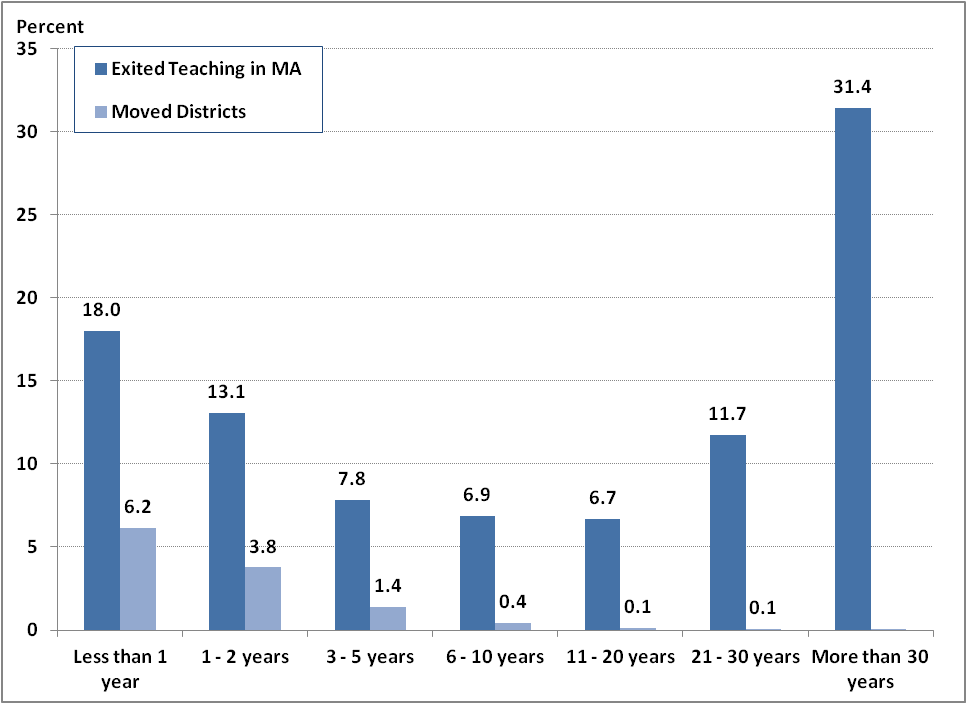 Percent
35
Exited Teaching in MA
Moved Districts
30
25
20
15
10
5
0
18.0
6.2
13.1
3.8
7.8
1.4
6.9
0.4
6.7
0.1
11.7
0.1
31.4
Less than 1
year
1 - 2 years
3 - 5 years
6 - 10 years
11 - 20 years
21 - 30 years
More than 30
years